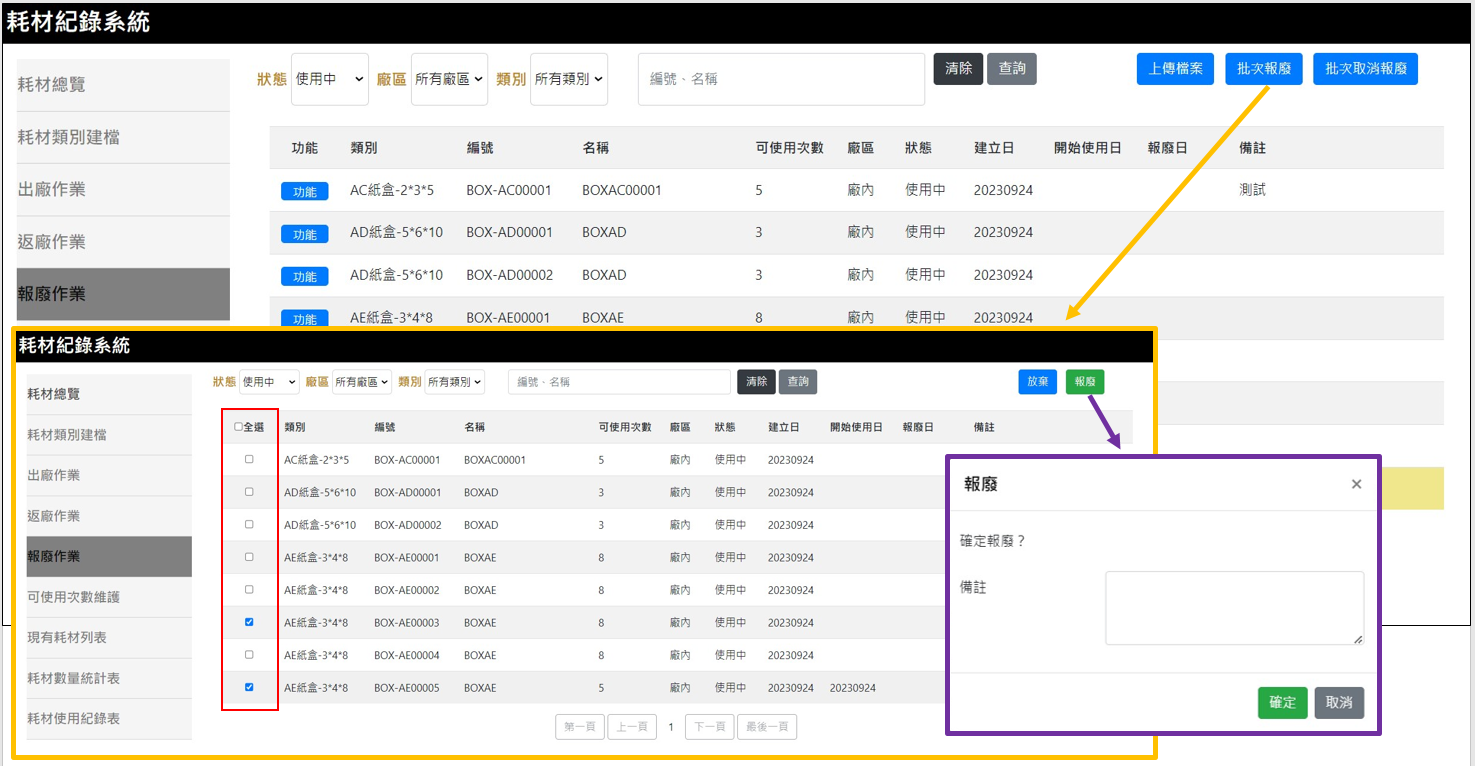 耗材紀錄系統
耗材總覽
耗材類別建檔
出廠作業
返廠作業
報廢作業
狀態 使用中 廠區 所有廠區 類別 所有類別 編號、名稱 清除 查詢 上傳檔案 批次報廢 批次取消報廢
功能 類別 編號 名稱 可使用次數 廠區 狀態 建立日 開始使用日 報廢日 備註
功能 AC紙盒-2*3*5 BOX-AC00001 BOXAC00001 5 廠內 使用中 20230924 測試
功能 AD紙盒-5*6*10 BOX-AD00001 BOXAD 3 廠內 使用中 20230924
功能 AD紙盒-5*6*10 BOX-AD00002 BOXAD 3 廠內 使用中 20230924
功能 AE紙盒-3*4*8 BOX-AE00001 BOXAE 8 廠內 使用中 20230924
耗材紀錄系統
耗材總覽
耗材類別建檔
出廠作業
返廠作業
報廢作業
可使用次數維護
現有耗材列表
耗材數量統計表
耗材使用紀錄表
狀態 使用中 廠區 所有廠區 類別 所有類別 編號、名稱 清除 查詢 放棄 報廢
全選 類別 編號 名稱 可使用次數 廠區 狀態 建立日 開始使用日 報廢日 備註
AC紙盒-2*3*5 BOX-AC00001 BOXAC00001 5 廠內 使用中 20230924
AD紙盒-5*6*10 BOX-AD00001 BOXAD 3 廠內 使用中 20230924
AD紙盒-5*6*10 BOX-AD00002 BOXAD 3 廠內 使用中 20230924
AE紙盒-3*4*8 BOX-AE00001 BOXAE 8 廠內 使用中 20230924
AE紙盒-3*4*8 BOX-AE00002 BOXAE 8 廠內 使用中 20230924
AE紙盒-3*4*8 BOX-AE00003 BOXAE 8 廠內 使用中 20230924
AE紙盒-3*4*8 BOX-AE00004 BOXAE 8 廠內 使用中 20230924
AE紙盒-3*4*8 BOX-AE00005 BOXAE 5 廠內 使用中 20230924 20230924
第一頁 上一頁 1 下一頁 最後一頁
報廢 ×
確定報廢？
備註
確定 取消